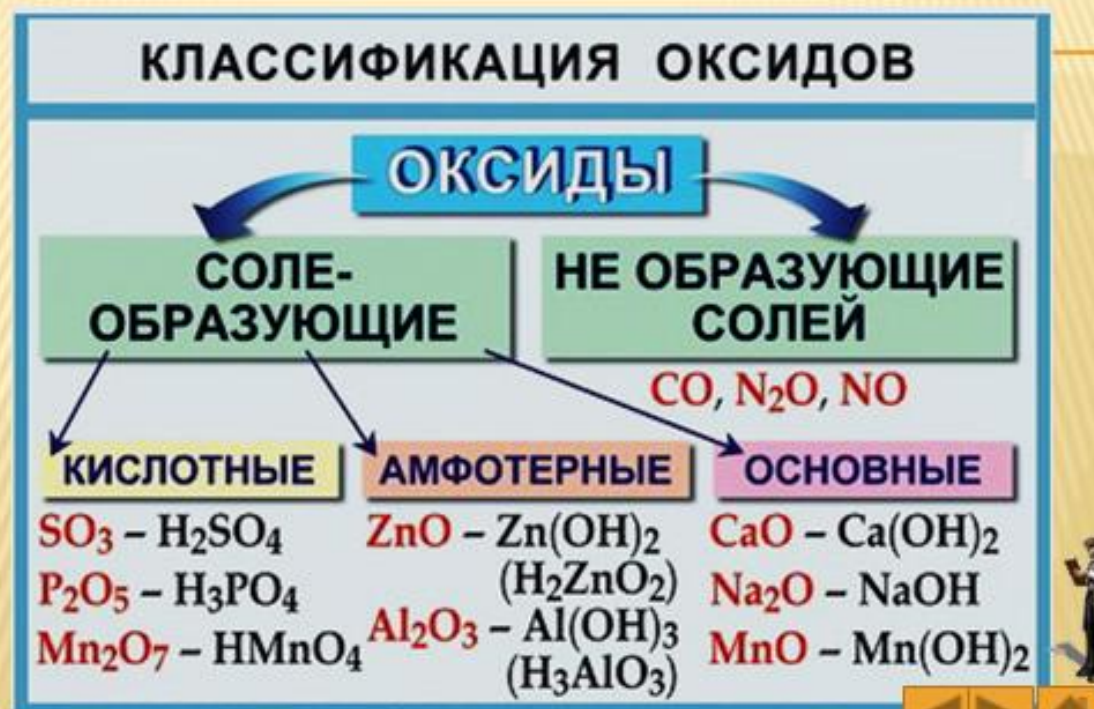 КЛАССИФИКАЦИЯ ОКСИДОВ
ОКСИДЫ
СОЛЕ-
ОБРАЗУЮЩИЕ
НЕ ОБРАЗУЮЩИЕ
СОЛЕЙ
CO, N₂O, NO
КИСЛОТНЫЕ
SO₃ – H₂SO₄
P₂O₅ – H₃PO₄
Mn₂O₇ – HMnO₄
АМФОТЕРНЫЕ
ZnO – Zn(OH)₂
(H₂ZnO₂)
Al₂O₃ – Al(OH)₃
(H₃AlO₃)
ОСНОВНЫЕ
CaO – Ca(OH)₂
Na₂O – NaOH
MnO – Mn(OH)₂